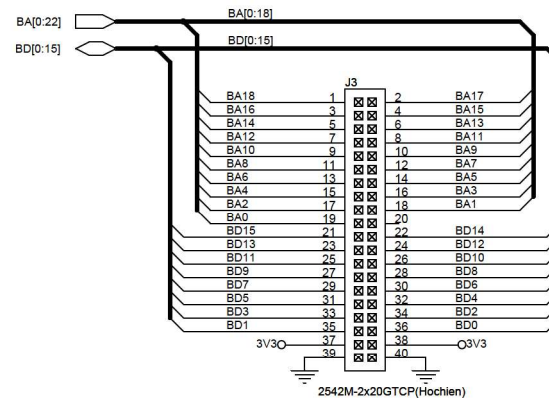 BA[0:22] BA[0:18]
BD[0:15] BD[0:15]
J3
BA18 1 2 BA17
BA16 3 4 BA15
BA14 5 6 BA13
BA12 7 8 BA11
BA10 9 10 BA9
BA8 11 12 BA7
BA6 13 14 BA5
BA4 15 16 BA3
BA2 17 18 BA1
BA0 19 20
BD15 21 22 BD14
BD13 23 24 BD12
BD11 25 26 BD10
BD9 27 28 BD8
BD7 29 30 BD6
BD5 31 32 BD4
BD3 33 34 BD2
BD1 35 36 BD0
3V3 37 38 3V3
39 40
2542M-2x20GTCP(Hochien)